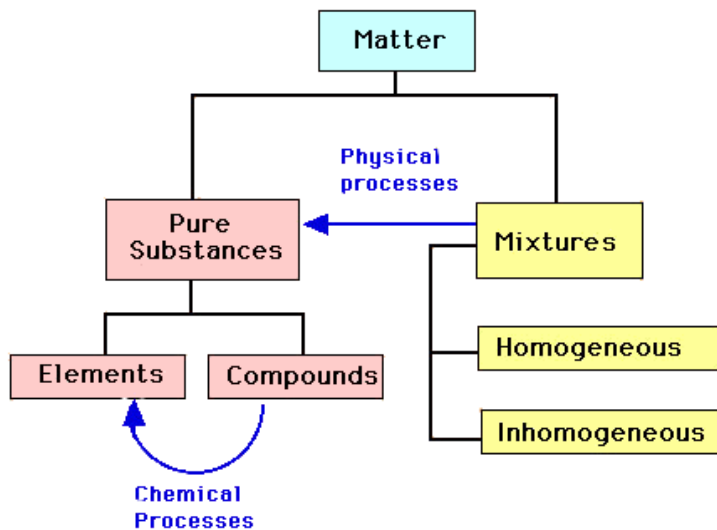 Matter
Physical
processes
Pure
Substances
Mixtures
Elements
Compounds
Homogeneous
Inhomogeneous
Chemical
Processes